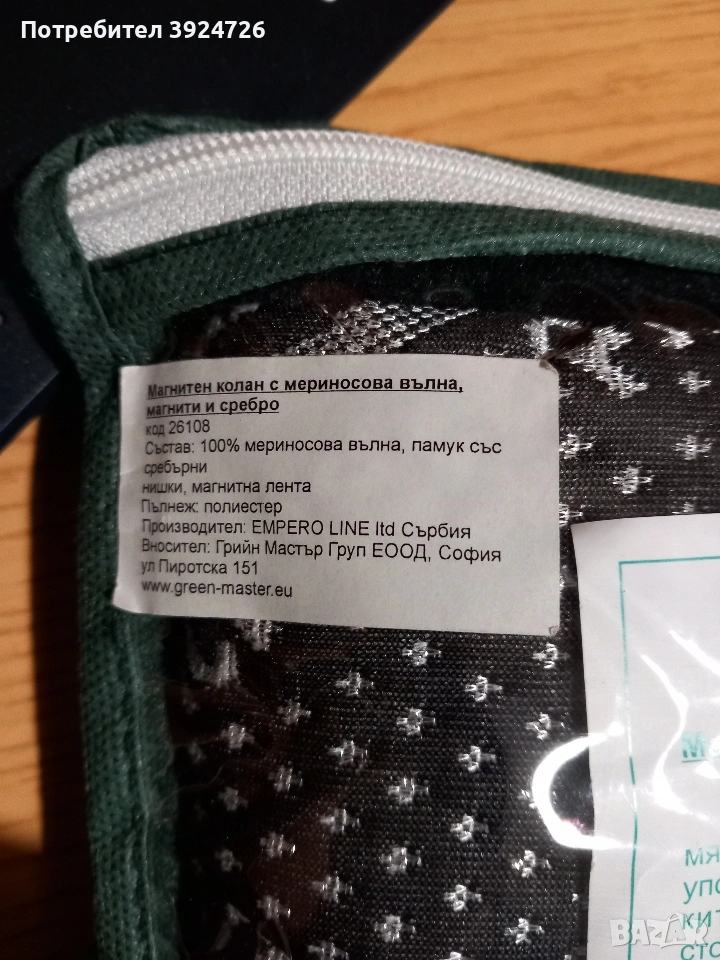 Потребител 3924726
Магнитен колан с мериносова вълна,
магнити и сребро
код 26108
Състав: 100% мериносова вълна, памук със
сребърни
нишки, магнитна лента
Пълнеж: полиестер
Производител: EMPERO LINE ltd Сърбия
Вносител: Грийн Мастър Груп ЕООД, София
ул Пиротска 151
www.green-master.eu
BAZAR